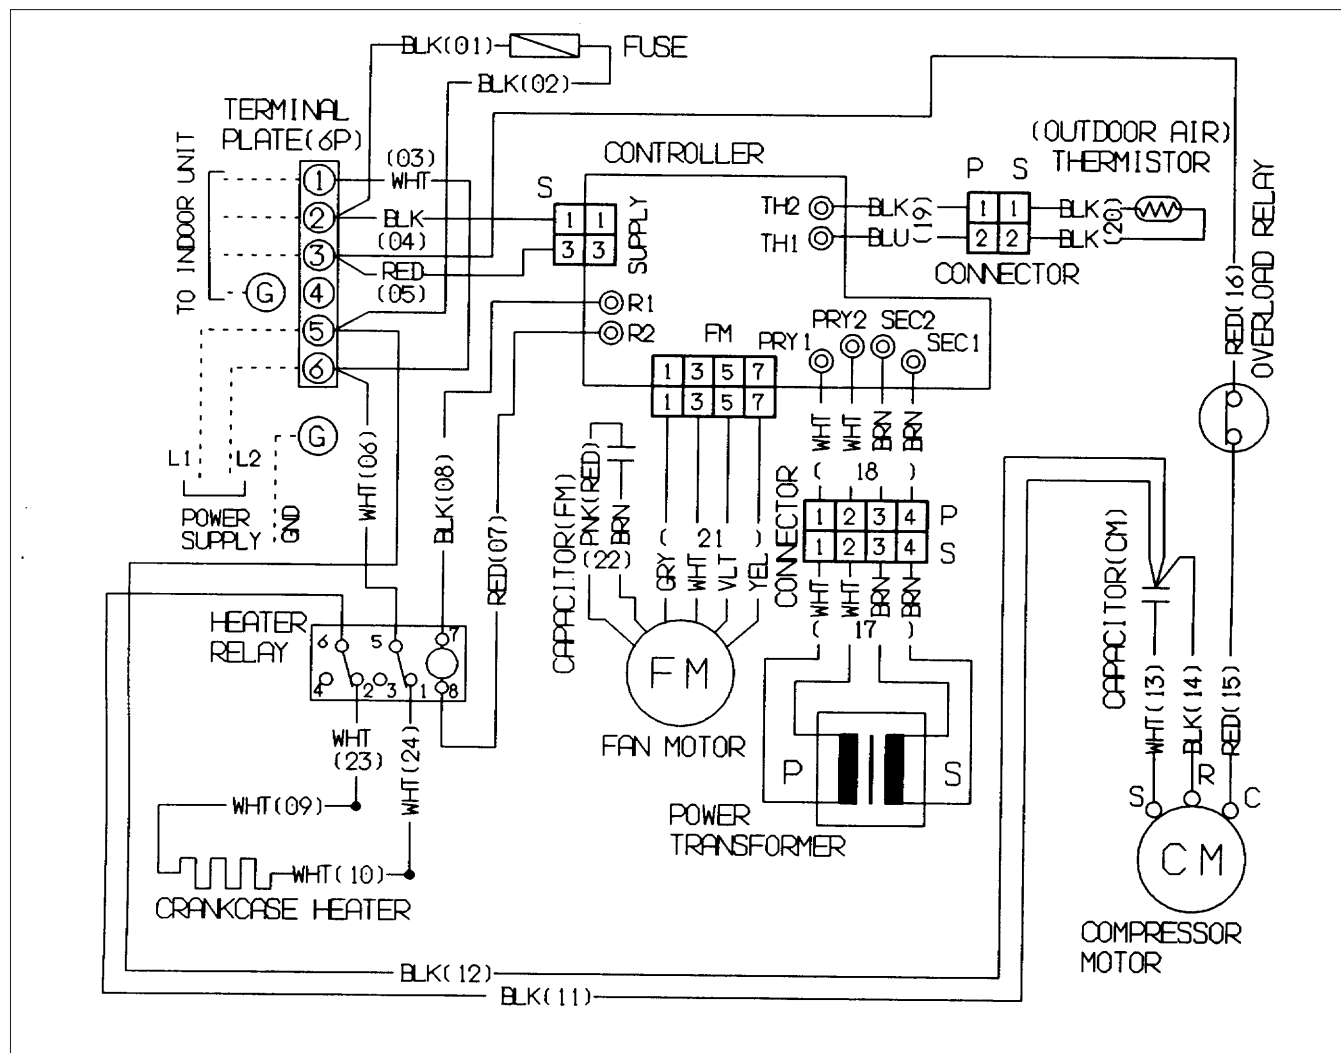 BLK(01)
FUSE
BLK(02)
TERMINAL
PLATE(6P)
TO INDOOR UNIT
(03)
WHT
BLK
(04)
RED
(05)
1
2
3
4
5
6
G
G
L1
L2
POWER
SUPPLY
GND
CONTROLLER
S
1 1
3 3
SUPPLY
R1
R2
TH2
TH1
BLK
BLU
(19)
P S
1 1
2 2
CONNECTOR
(OUTDOOR AIR)
THERMISTOR
BLK
BLK
(20)
RED(16)
OVERLOAD RELAY
FM
1 3 5 7
1 3 5 7
PRY1
PRY2
SEC2
SEC1
WHT
WHT
BRN
BRN
( 18 )
CONNECTOR
1 2 3 4 P
1 2 3 4 S
WHT
WHT
BRN
BRN
( 17 )
WHT(06)
BLK(08)
RED(07)
CAPACITOR(FM)
PNK(RED)
BRN
(22)
GRY
WHT
VLT
YEL
( 21 )
FM
FAN MOTOR
HEATER
RELAY
6 5 7
4 2 3 1 8
WHT
(23)
WHT(24)
WHT(09)
WHT(10)
CRANKCASE HEATER
P
S
POWER
TRANSFORMER
CAPACITOR(CM)
WHT(13)
BLK(14)
RED(15)
S
R
C
CM
COMPRESSOR
MOTOR
BLK(12)
BLK(11)